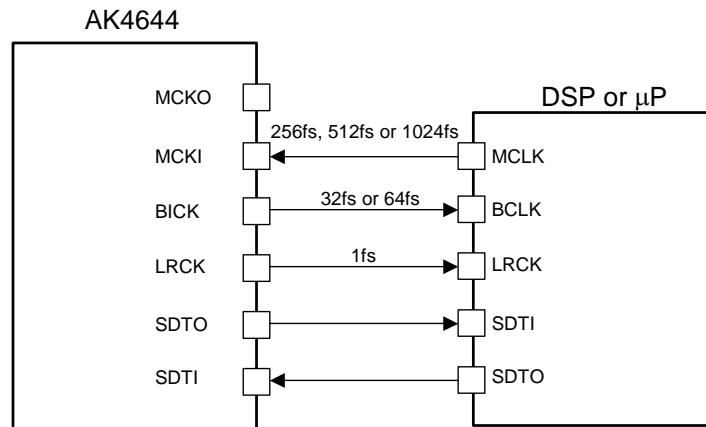 AK4644
DSP or μP
MCKO
256fs, 512fs or 1024fs
MCKI
MCLK
32fs or 64fs
BICK
BCLK
1fs
LRCK
LRCK
SDTO
SDTI
SDTI
SDTO